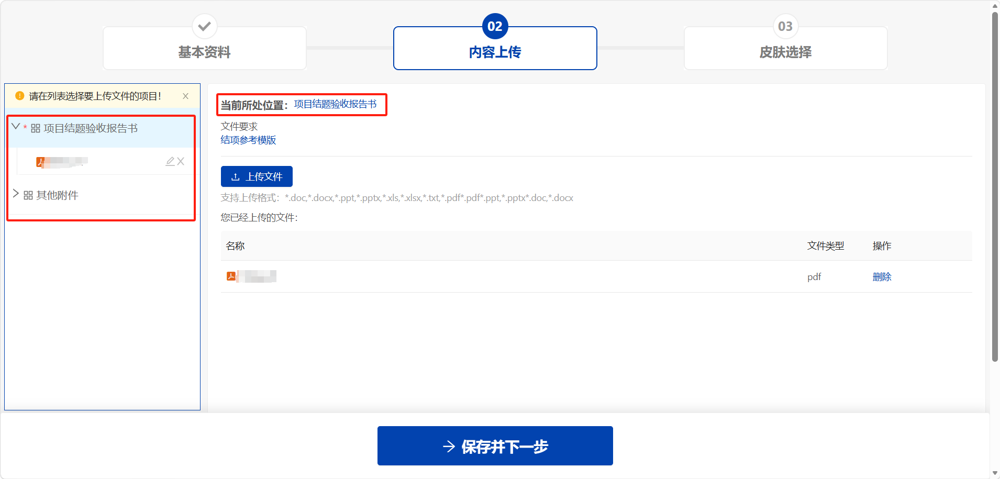 02
03
基本资料
内容上传
皮肤选择
请在列表选择要上传文件的项目！
* 项目结题验收报告书
其他附件
当前所处位置： 项目结题验收报告书
文件要求
结项参考模版
上传文件
支持上传格式：*.doc,*.docx,*.ppt,*.pptx,*.xls,*.xlsx,*.txt,*.pdf*.pdf*.ppt,*.pptx*.doc,*.docx
您已经上传的文件：
名称 文件类型 操作
pdf 删除
保存并下一步